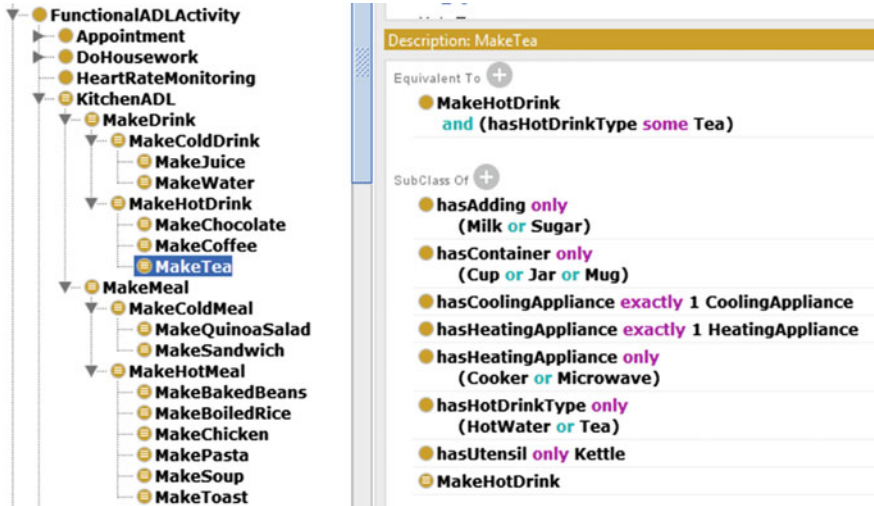 FunctionalADLActivity
Appointment
DoHousework
HeartRateMonitoring
KitchenADL
MakeDrink
MakeColdDrink
MakeJuice
MakeWater
MakeHotDrink
MakeChocolate
MakeCoffee
MakeTea
MakeMeal
MakeColdMeal
MakeQuinoaSalad
MakeSandwich
MakeHotMeal
MakeBakedBeans
MakeBoiledRice
MakeChicken
MakePasta
MakeSoup
MakeToast
Description: MakeTea
Equivalent To
MakeHotDrink
and (hasHotDrinkType some Tea)
SubClass Of
hasAdding only
(Milk or Sugar)
hasContainer only
(Cup or Jar or Mug)
hasCoolingAppliance exactly 1 CoolingAppliance
hasHeatingAppliance exactly 1 HeatingAppliance
hasHeatingAppliance only
(Cooker or Microwave)
hasHotDrinkType only
(HotWater or Tea)
hasUtensil only Kettle
MakeHotDrink